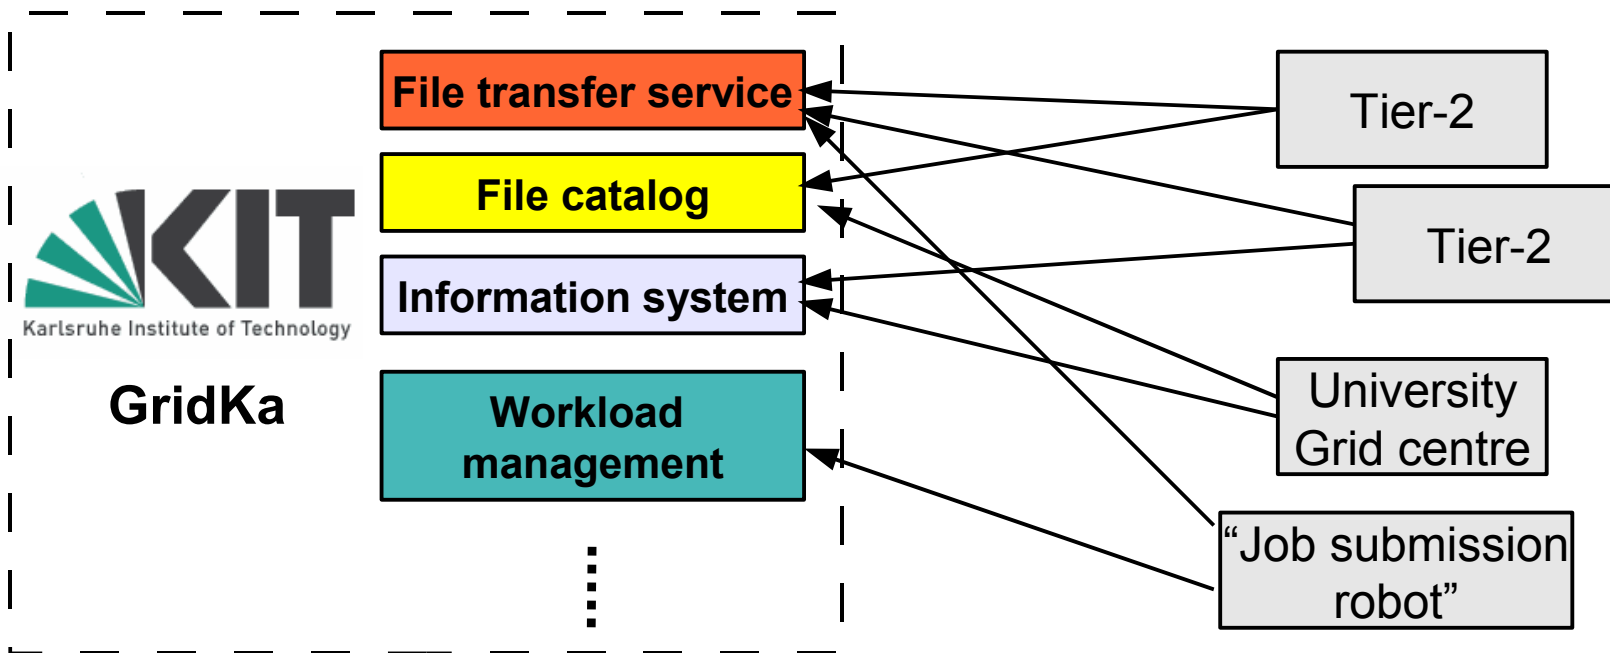 File transfer service
File catalog
Information system
Workload
management
KIT
Karlsruhe Institute of Technology
GridKa
Tier-2
Tier-2
University
Grid centre
“Job submission
robot”